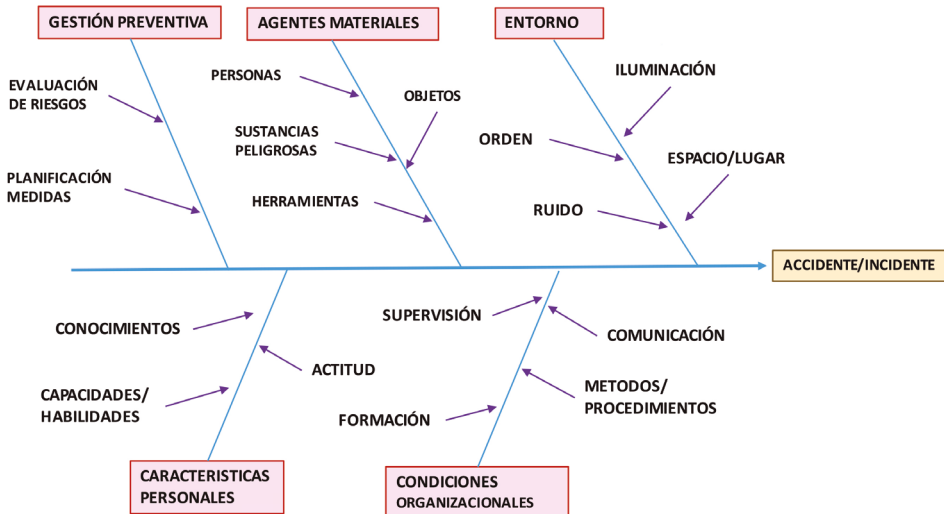 GESTIÓN PREVENTIVA
AGENTES MATERIALES
ENTORNO
EVALUACIÓN
DE RIESGOS
PLANIFICACIÓN
MEDIDAS
PERSONAS
OBJETOS
SUSTANCIAS
PELIGROSAS
HERRAMIENTAS
ILUMINACIÓN
ORDEN
ESPACIO/LUGAR
RUIDO
ACCIDENTE/INCIDENTE
CONOCIMIENTOS
ACTITUD
CAPACIDADES/
HABILIDADES
SUPERVISIÓN
COMUNICACIÓN
METODOS/
PROCEDIMIENTOS
FORMACIÓN
CARACTERISTICAS
PERSONALES
CONDICIONES
ORGANIZACIONALES